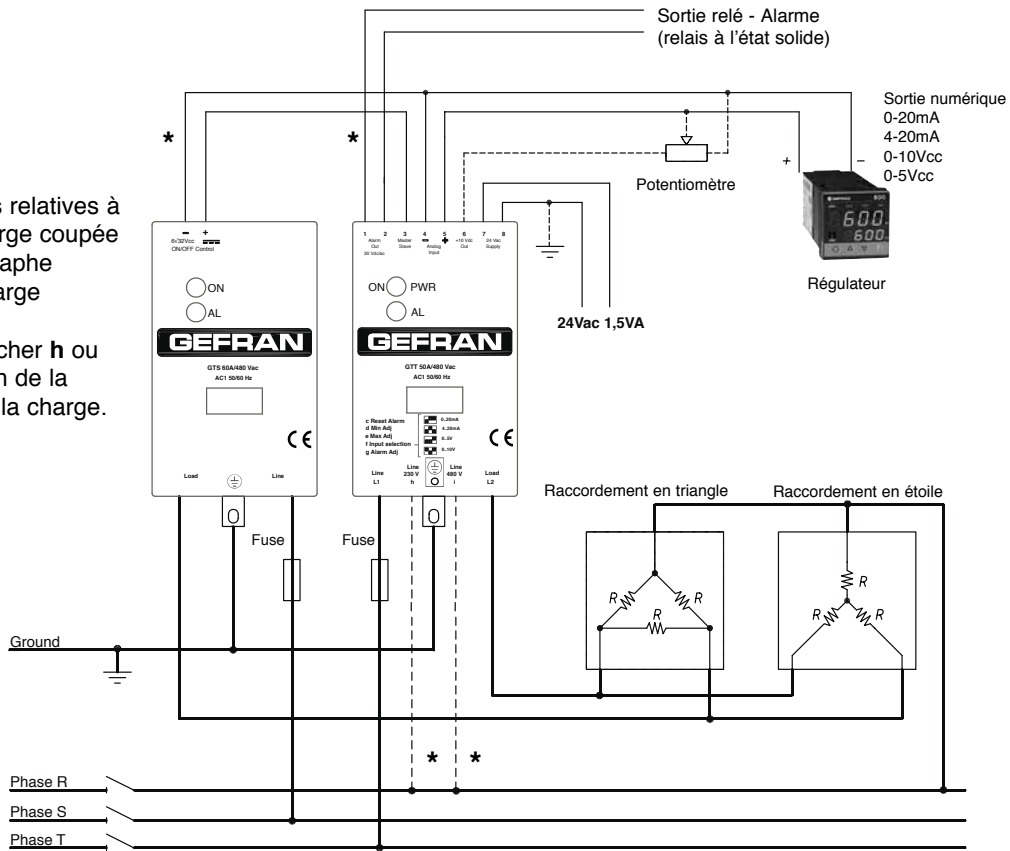 Sortie relé - Alarme
(relais à l'état solide)
Sortie numérique
0-20mA
4-20mA
0-10Vcc
0-5Vcc
*
*
+
–
Potentiomètre
Régulateur
800
600
600
s relatives à
arge coupée
raphe
arge
cher h ou
n de la
la charge.
– +
6v/32Vcc
ON/OFF Control
ON
AL
GEFRAN
GTS 60A/480 Vac
AC1 50/60 Hz
CE
Load
Line
1 2 3 4 5 6 7 8
Alarm Out 30 Vdc/ac
Master Slave
– +
Analog Input
+10 Vdc Out
24 Vac Supply
ON PWR
AL
GEFRAN
GTT 50A/480 Vac
AC1 50/60 Hz
c Reset Alarm
d Min Adj
e Max Adj
f Input selection
g Alarm Adj
0..20mA
4..20mA
0..5V
0..10V
CE
Line L1
Line 230 V h
Line 480 V i
Load L2
24Vac 1,5VA
Fuse
Fuse
Raccordement en triangle
Raccordement en étoile
R
R
R
R
R
R
Ground
*
*
Phase R
Phase S
Phase T